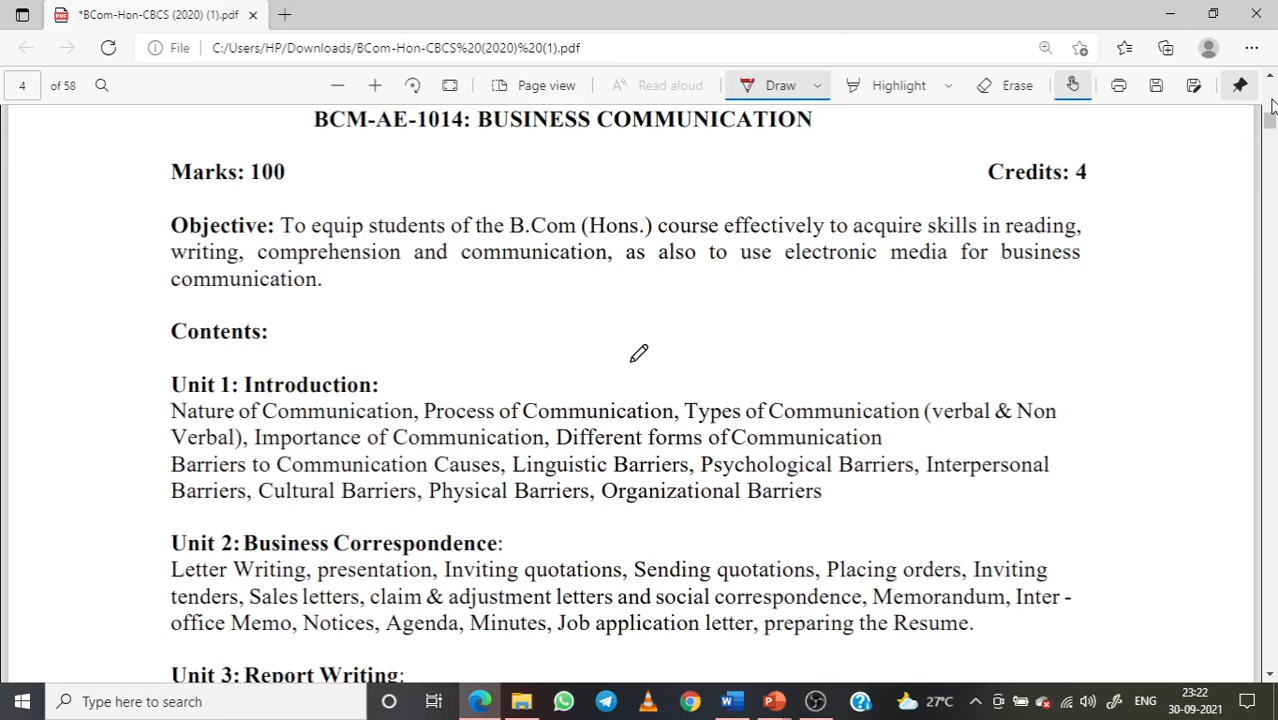 *BCom-Hon-CBCS (2020) (1).pdf
File C:/Users/HP/Downloads/BCom-Hon-CBCS%20(2020)%20(1).pdf
4 of 58 Page view Read aloud Draw Highlight Erase
BCM-AE-1014: BUSINESS COMMUNICATION
Marks: 100 Credits: 4
Objective: To equip students of the B.Com (Hons.) course effectively to acquire skills in reading,
writing, comprehension and communication, as also to use electronic media for business
communication.
Contents:
Unit 1: Introduction:
Nature of Communication, Process of Communication, Types of Communication (verbal & Non
Verbal), Importance of Communication, Different forms of Communication
Barriers to Communication Causes, Linguistic Barriers, Psychological Barriers, Interpersonal
Barriers, Cultural Barriers, Physical Barriers, Organizational Barriers
Unit 2: Business Correspondence:
Letter Writing, presentation, Inviting quotations, Sending quotations, Placing orders, Inviting
tenders, Sales letters, claim & adjustment letters and social correspondence, Memorandum, Inter -
office Memo, Notices, Agenda, Minutes, Job application letter, preparing the Resume.
Unit 3: Report Writing:
Type here to search 27°C ENG 23:22
30-09-2021